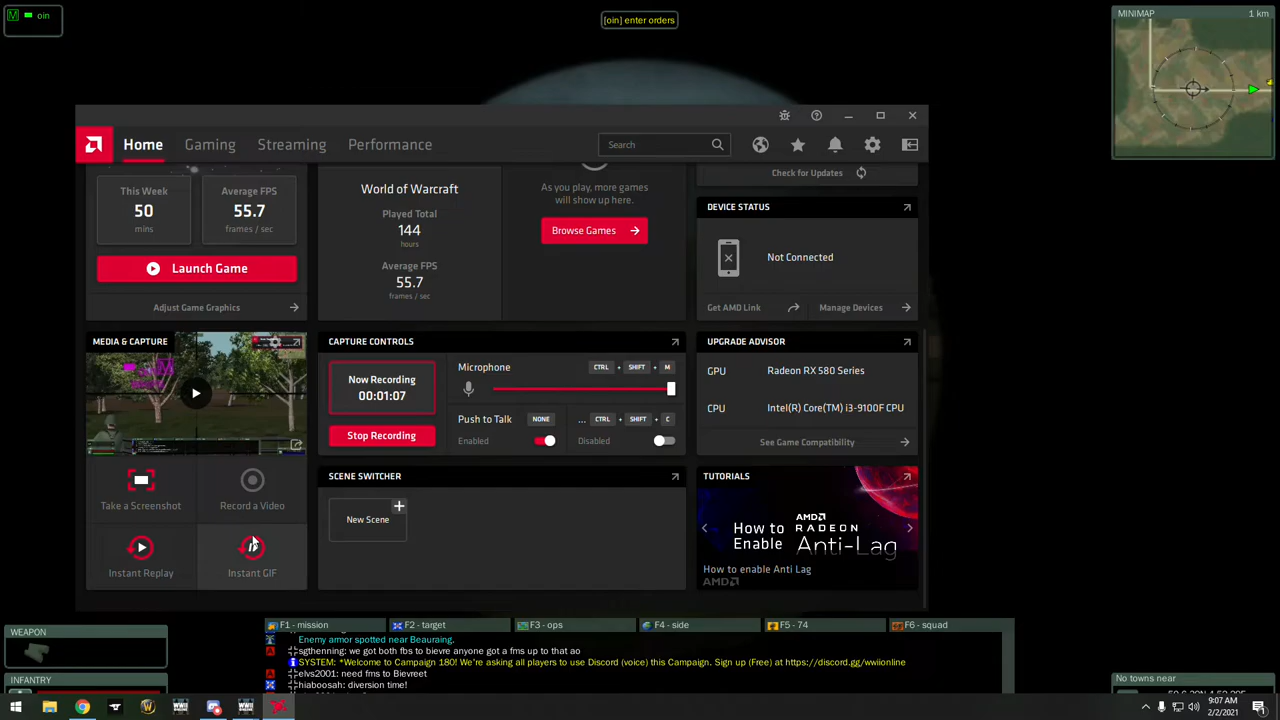 oin
[oin] enter orders
MINIMAP
1 km
Home
Gaming
Streaming
Performance
Search
This Week
50
mins
Average FPS
55.7
frames / sec
Launch Game
Adjust Game Graphics
World of Warcraft
Played Total
144
hours
Average FPS
55.7
frames / sec
As you play, more games
will show up here.
Browse Games
Check for Updates
DEVICE STATUS
Not Connected
Get AMD Link
Manage Devices
MEDIA & CAPTURE
Take a Screenshot
Record a Video
Instant Replay
Instant GIF
CAPTURE CONTROLS
Now Recording
00:01:07
Stop Recording
Microphone
CTRL + SHIFT + M
Push to Talk
NONE
... CTRL + SHIFT + C
Enabled
Disabled
SCENE SWITCHER
New Scene
UPGRADE ADVISOR
GPU Radeon RX 580 Series
CPU Intel(R) Core(TM) i3-9100F CPU
See Game Compatibility
TUTORIALS
How to
Enable
AMD
RADEON
Anti-Lag
How to enable Anti Lag
AMD
WEAPON
INFANTRY
F1 - mission
F2 - target
F3 - ops
F4 - side
F5 - 74
F6 - squad
Enemy armor spotted near Beauraing.
sgthenning: we got both fbs to bievre anyone got a fms up to that ao
SYSTEM: *Welcome to Campaign 180! We're asking all players to use Discord (voice) this Campaign. Sign up (Free) at https://discord.gg/wwiionline
elvs2001: need fms to Bievreet
hiaboosah: diversion time!
No towns near
9:07 AM
2/2/2021